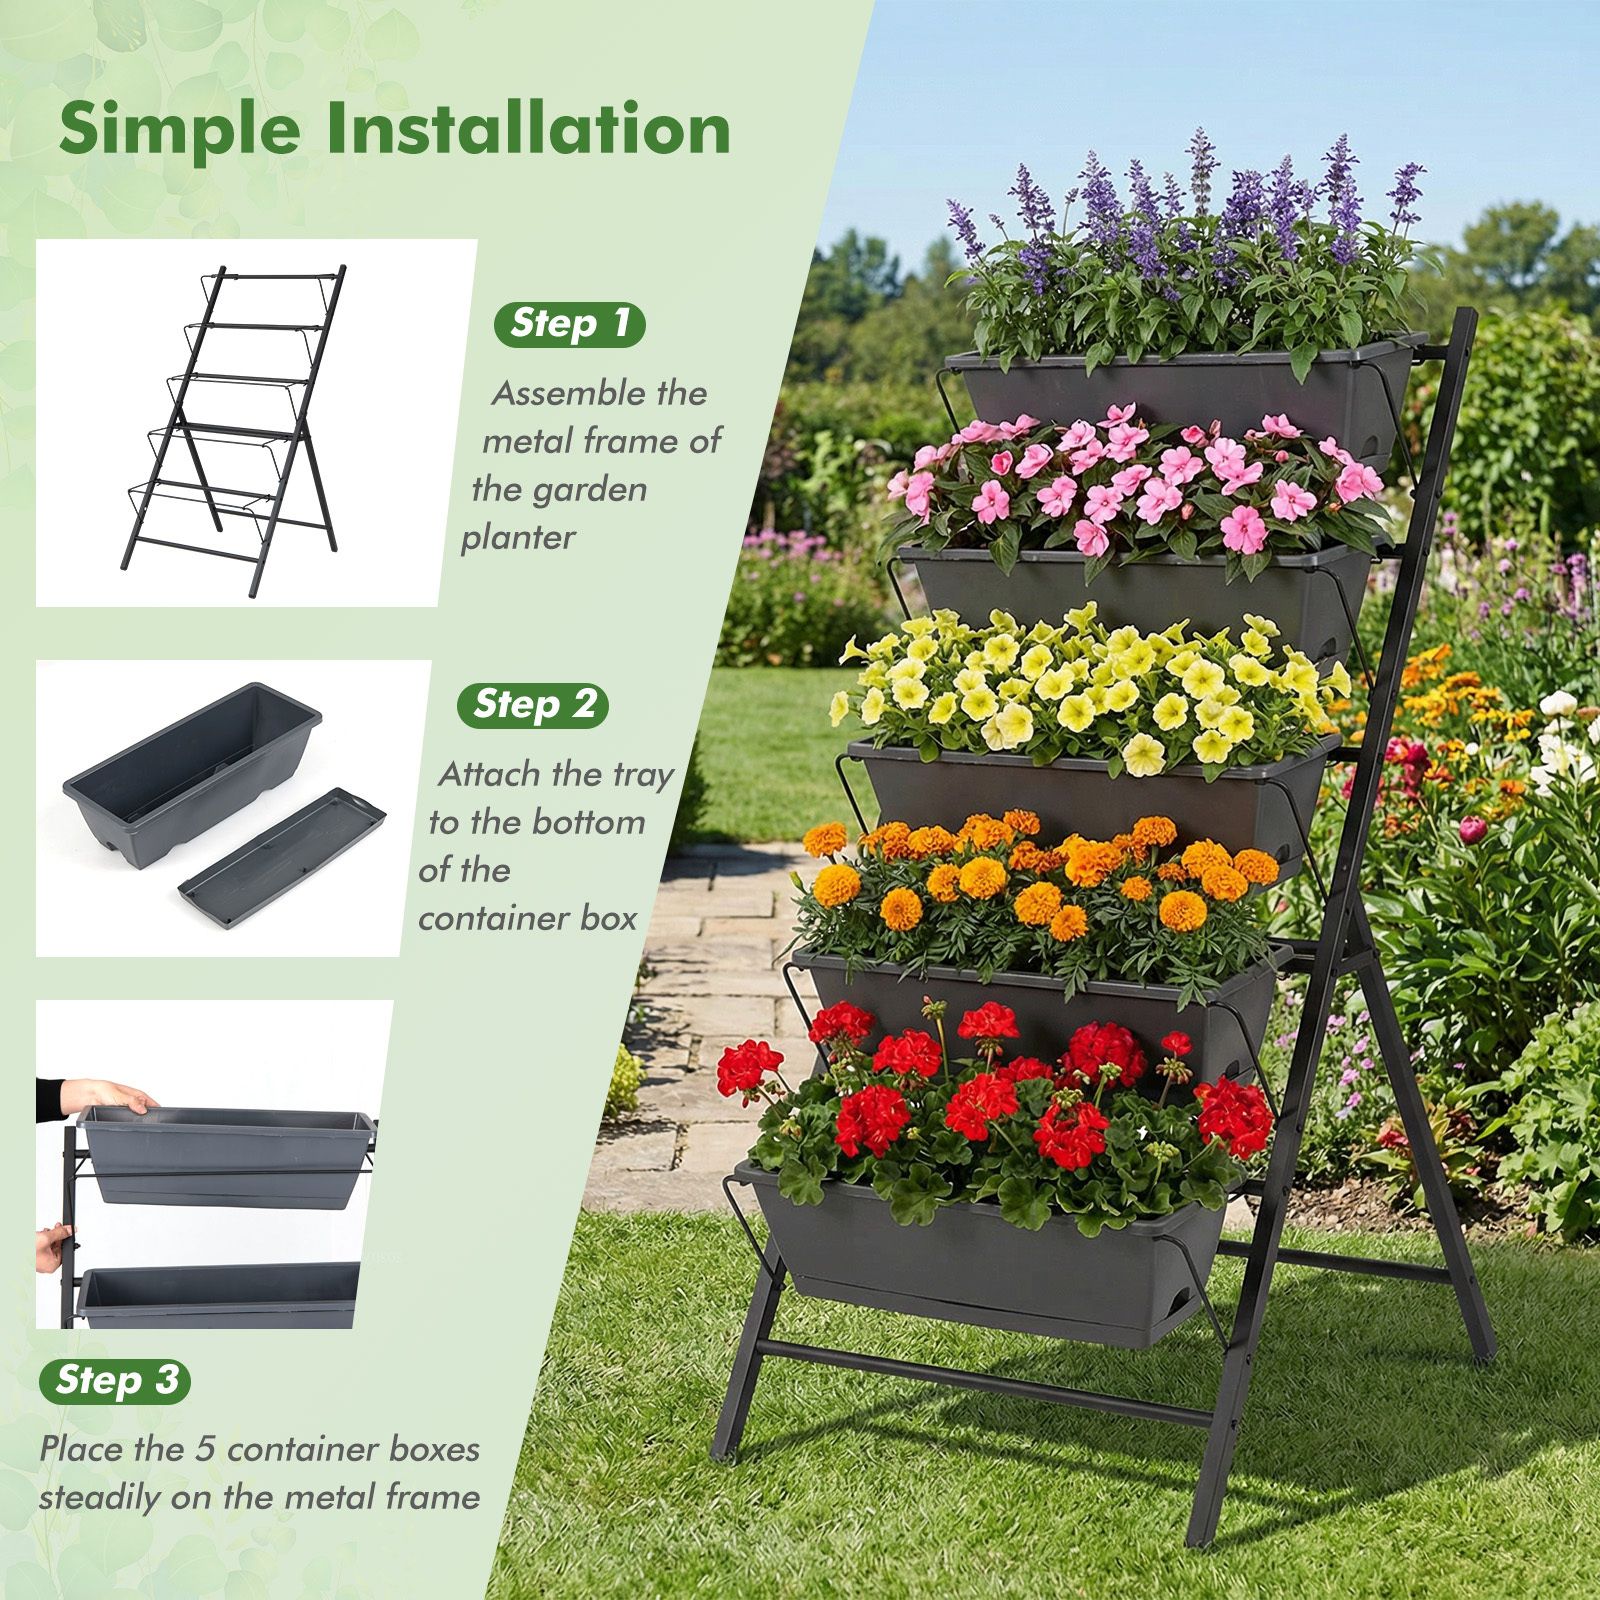 Simple Installation
Step 1
Assemble the
metal frame of
the garden
planter
Step 2
Attach the tray
to the bottom
of the
container box
Step 3
Place the 5 container boxes
steadily on the metal frame